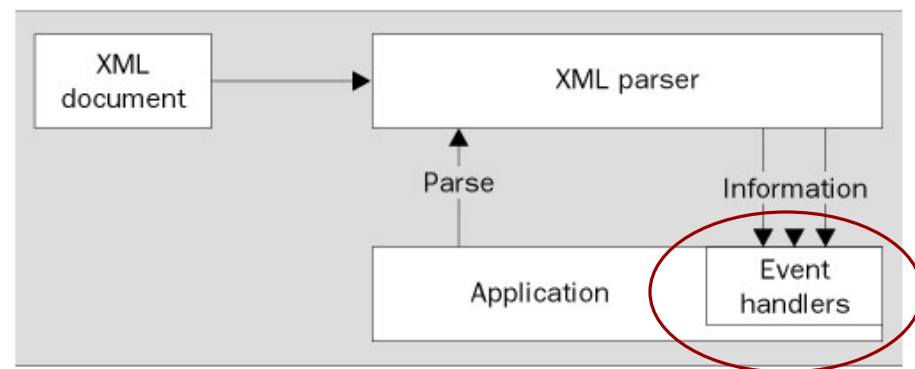 XML
document
XML parser
Parse
Information
Application
Event
handlers